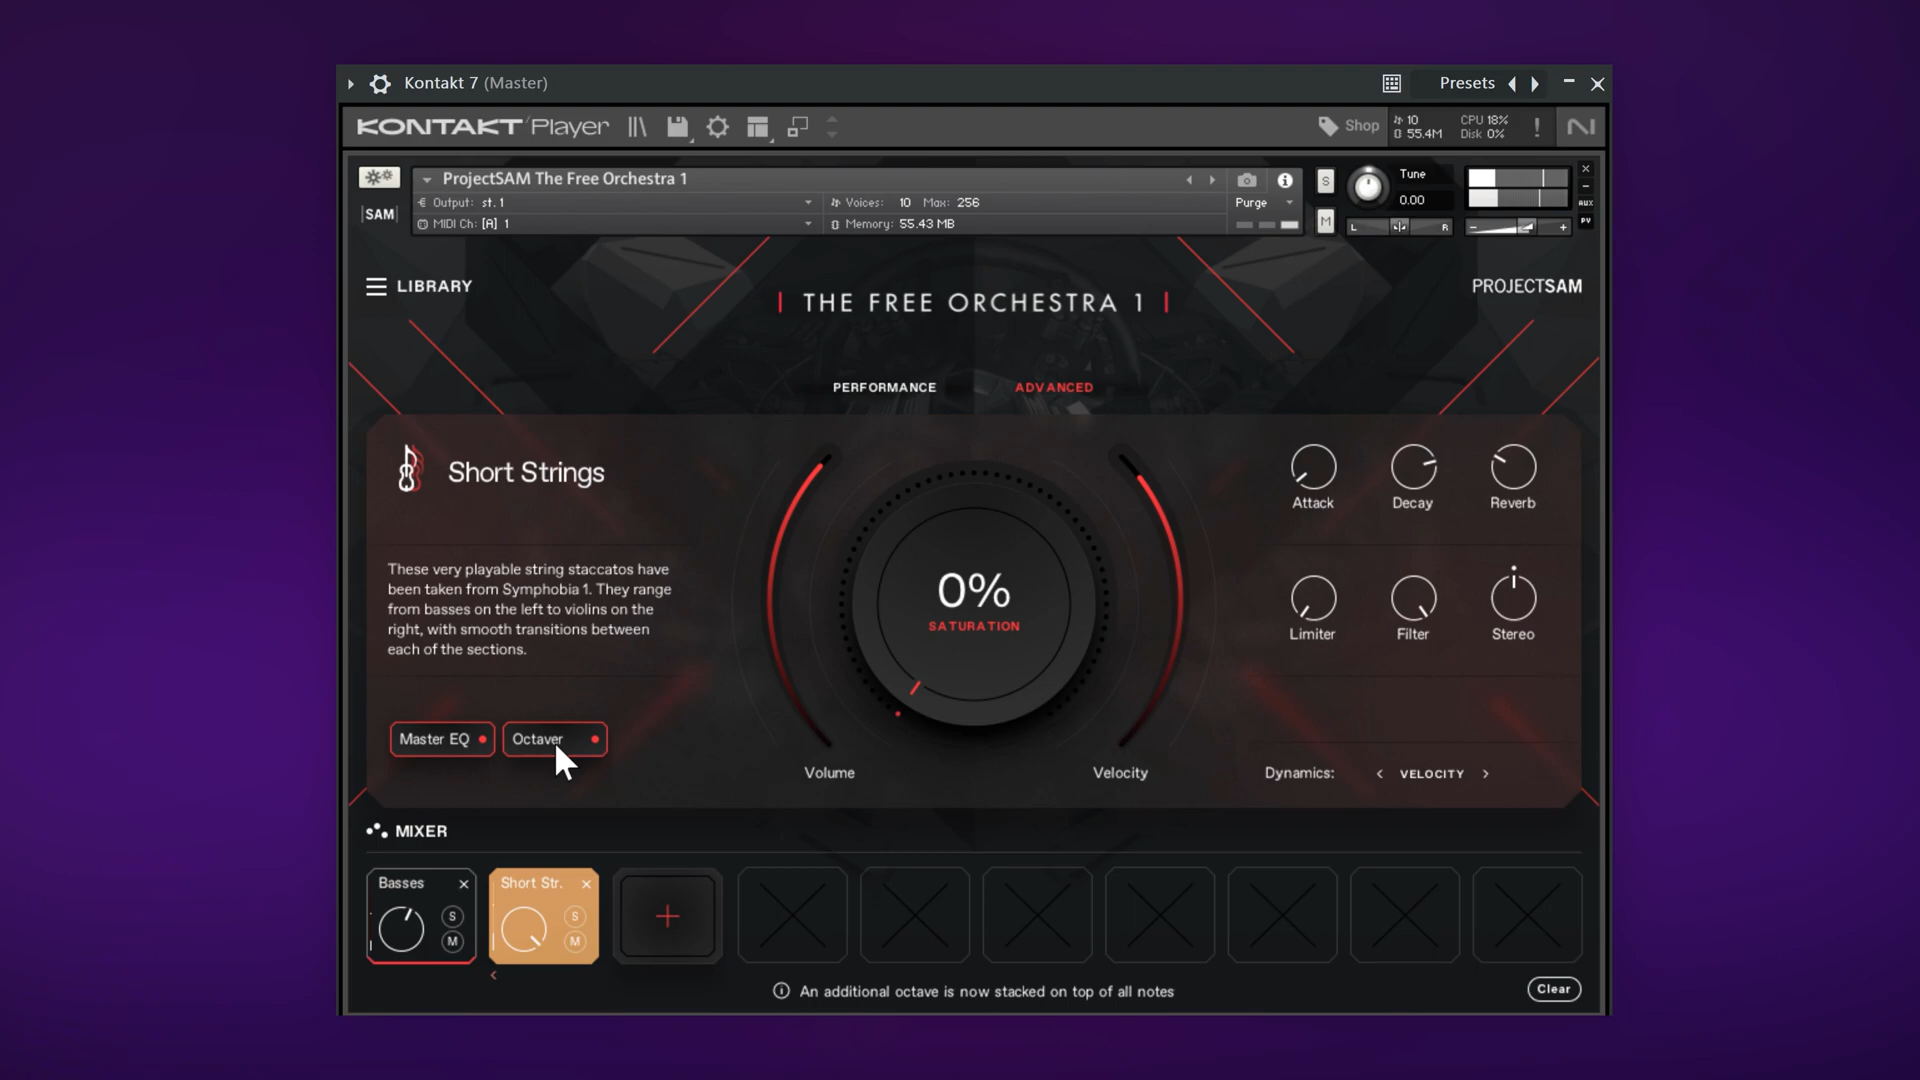 Kontakt 7 (Master)
Presets
KONTAKT Player
Shop
10
55.4M
CPU 18%
Disk 0%
SAM
ProjectSAM The Free Orchestra 1
Output: st. 1
Voices: 10 Max: 256
MIDI Ch: [A] 1
Memory: 55.43 MB
Purge
S
M
Tune
0.00
L
R
AUX
PV
LIBRARY
THE FREE ORCHESTRA 1
PROJECTSAM
PERFORMANCE
ADVANCED
Short Strings
These very playable string staccatos have
been taken from Symphobia 1. They range
from basses on the left to violins on the
right, with smooth transitions between
each of the sections.
Master EQ
Octaver
0%
SATURATION
Volume
Velocity
Attack
Decay
Reverb
Limiter
Filter
Stereo
Dynamics: < VELOCITY >
MIXER
Basses
S
M
Short Str.
S
M
An additional octave is now stacked on top of all notes
Clear